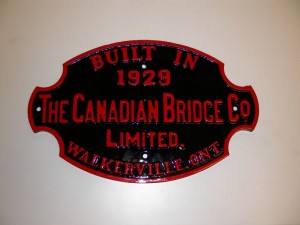 BUILT IN
1929
THE CANADIAN BRIDGE CO
LIMITED.
WALKERVILLE, ONT.